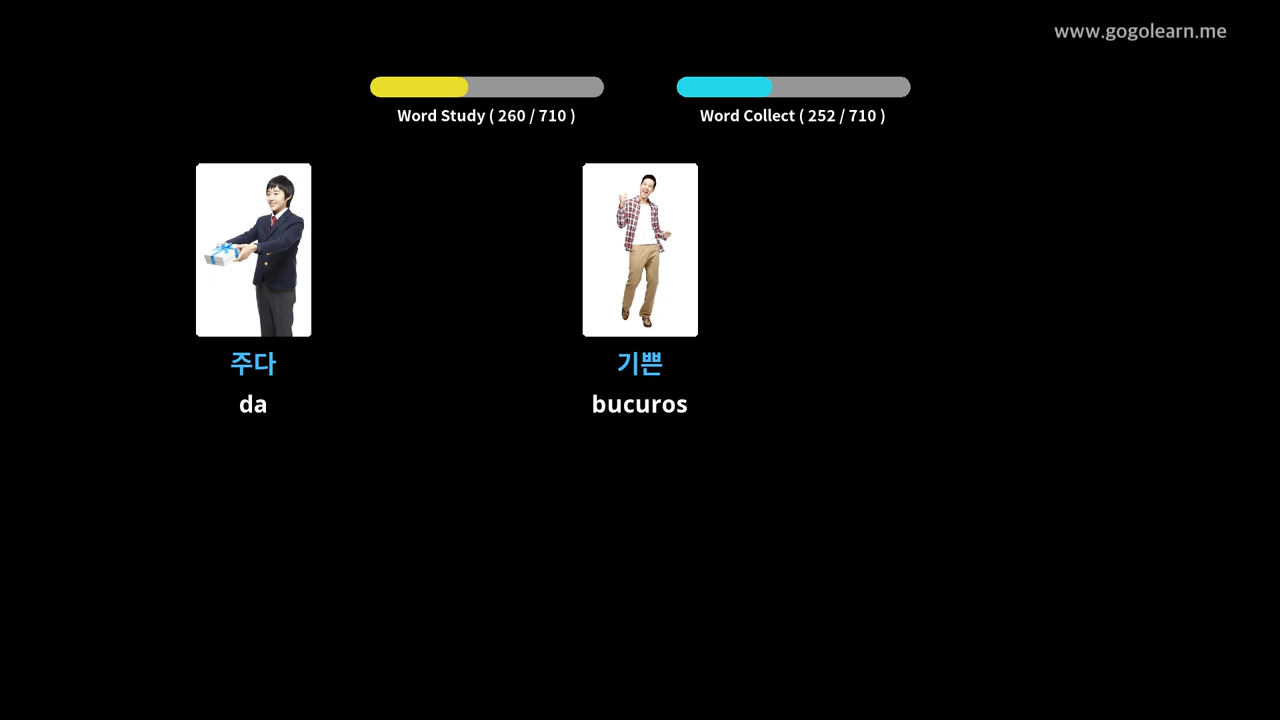 www.gogolearn.me
Word Study ( 260 / 710 )
Word Collect ( 252 / 710 )
주다
da
기쁜
bucuros